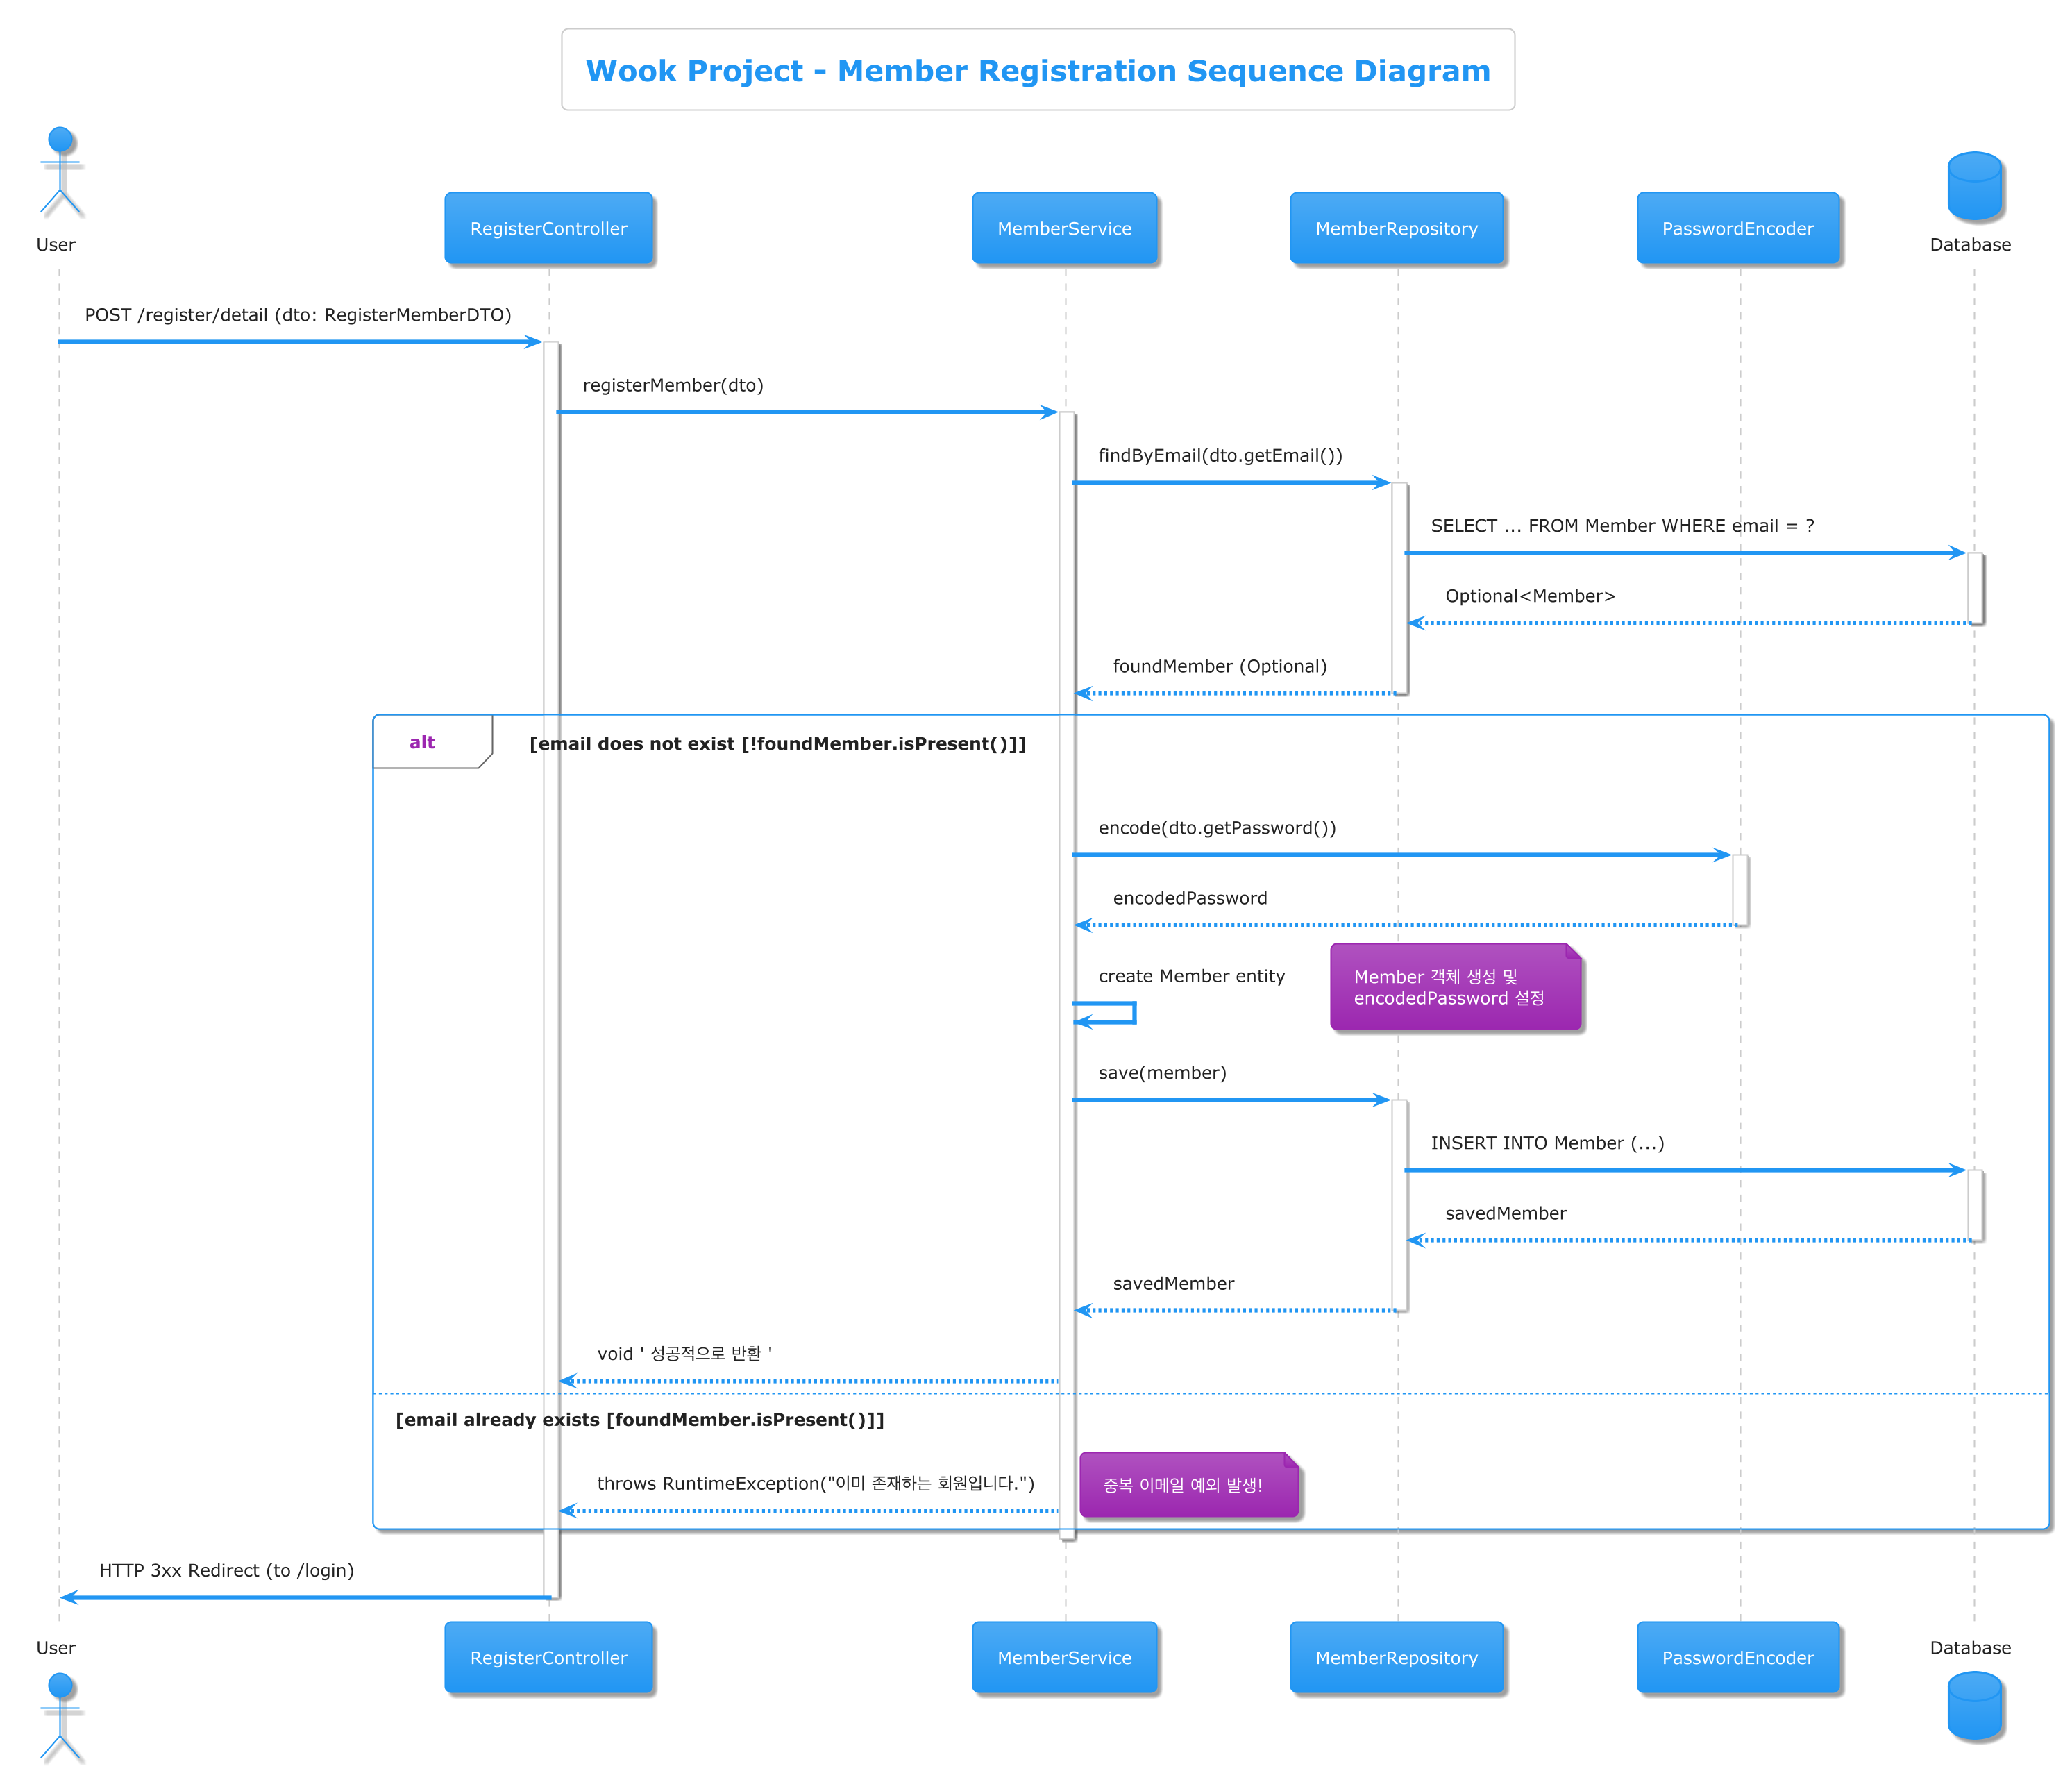 Wook Project – Member Registration Sequence Diagram
User
RegisterController
MemberService
MemberRepository
PasswordEncoder
Database
POST /register/detail (dto: RegisterMemberDTO)
registerMember(dto)
findByEmail(dto.getEmail())
SELECT ... FROM Member WHERE email = ?
Optional<Member>
foundMember (Optional)
alt
[email does not exist [!foundMember.isPresent()]]
encode(dto.getPassword())
encodedPassword
create Member entity
Member 객체 생성 및
encodedPassword 설정
save(member)
INSERT INTO Member (...)
savedMember
savedMember
void ' 성공적으로 반환 '
[email already exists [foundMember.isPresent()]]
throws RuntimeException("이미 존재하는 회원입니다.")
중복 이메일 예외 발생!
HTTP 3xx Redirect (to /login)
User
RegisterController
MemberService
MemberRepository
PasswordEncoder
Database